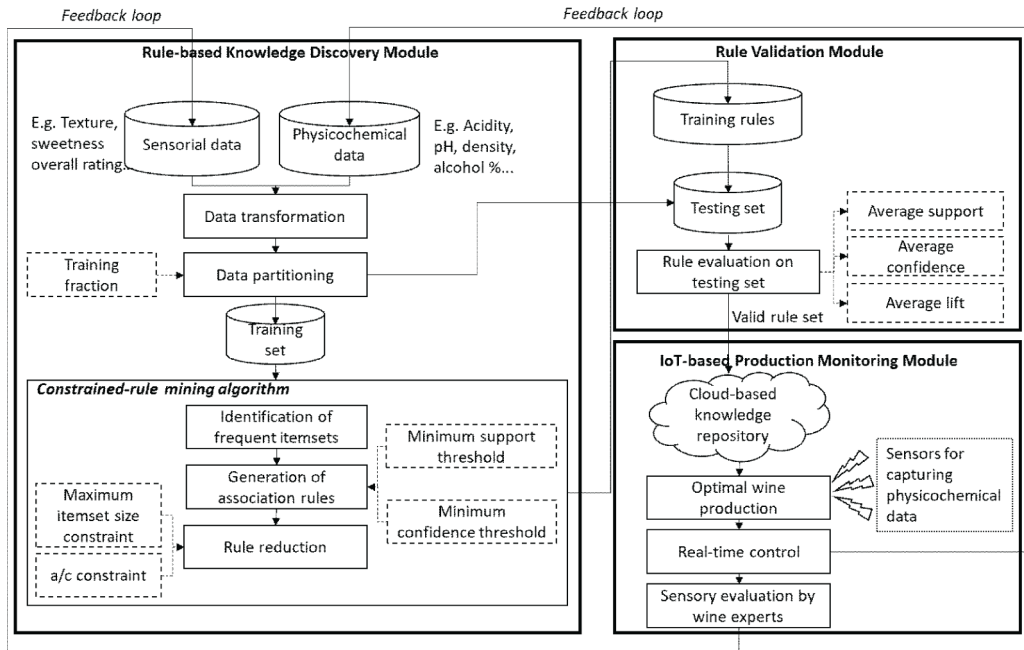 Feedback loop
Feedback loop
Rule-based Knowledge Discovery Module
E.g. Texture,
sweetness
overall rating...
Sensorial data
Physicochemical
data
E.g. Acidity,
pH, density,
alcohol %...
Data transformation
Training
fraction
Data partitioning
Training
set
Constrained-rule mining algorithm
Identification of
frequent itemsets
Minimum support
threshold
Generation of
association rules
Maximum
itemset size
constraint
Minimum
confidence threshold
Rule reduction
a/c constraint
Rule Validation Module
Training rules
Testing set
Average support
Rule evaluation on
testing set
Average
confidence
Average lift
Valid rule set
IoT-based Production Monitoring Module
Cloud-based
knowledge
repository
Sensors for
capturing
physicochemical
data
Optimal wine
production
Real-time control
Sensory evaluation by
wine experts